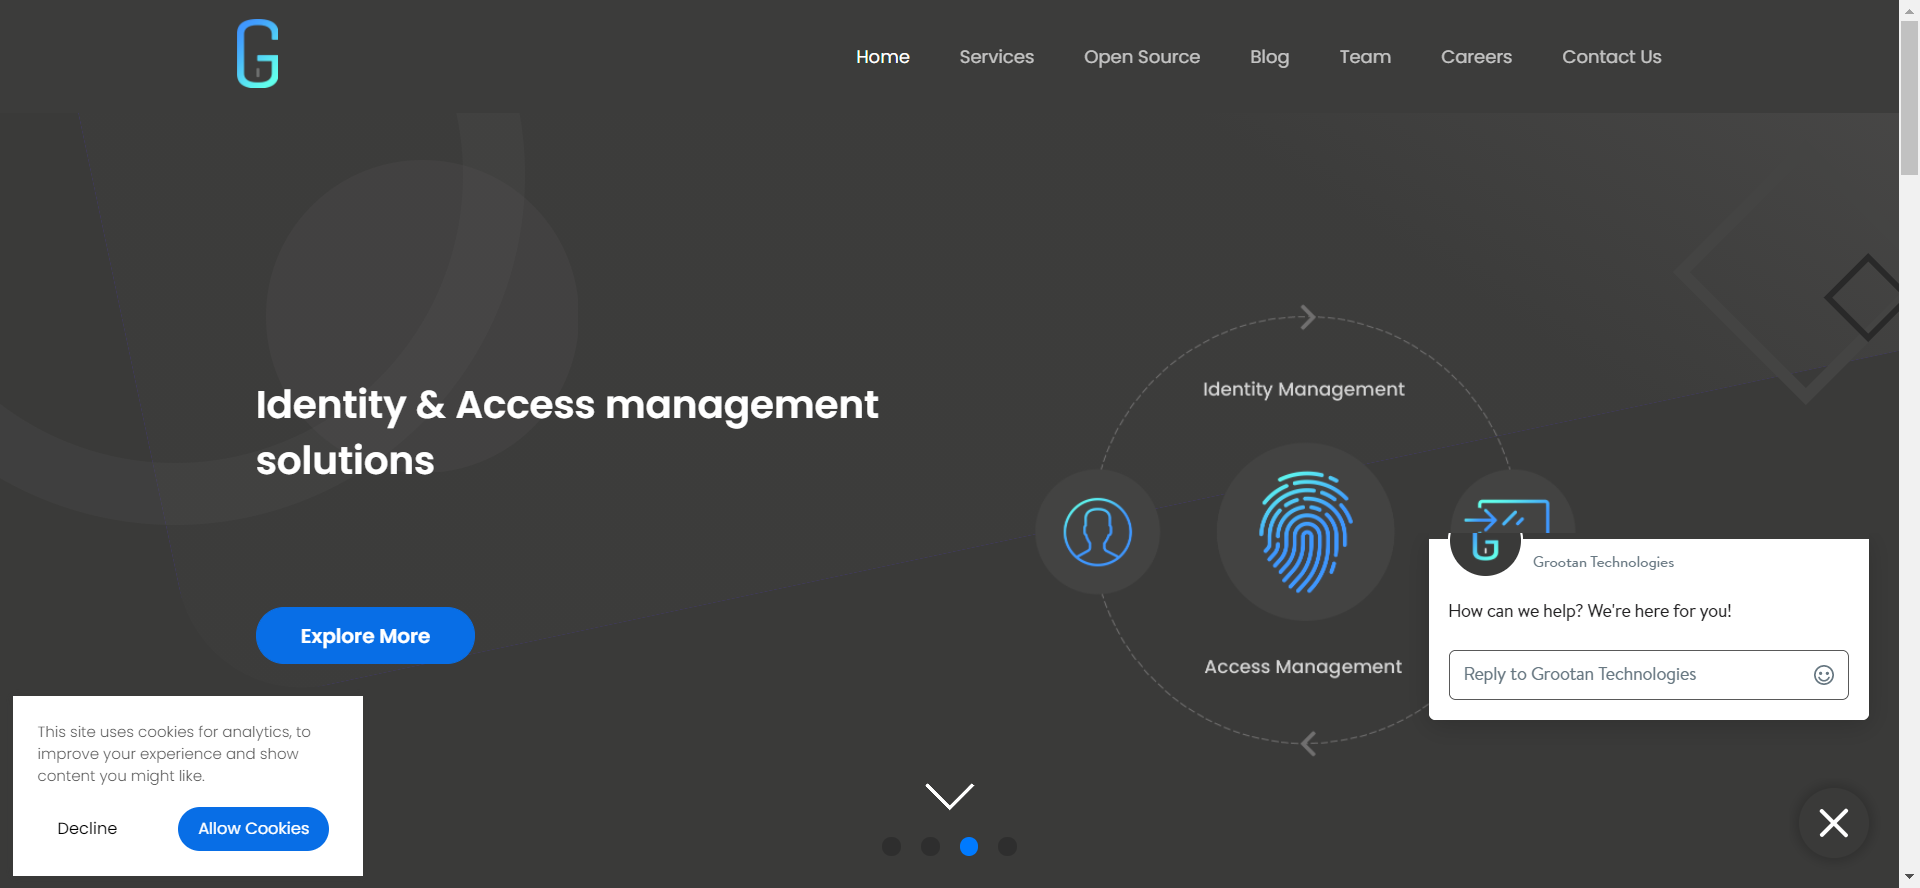 Home Services Open Source Blog Team Careers Contact Us
Identity & Access management
solutions
Explore More
Identity Management
Access Management
Grootan Technologies
How can we help? We're here for you!
Reply to Grootan Technologies
This site uses cookies for analytics, to
improve your experience and show
content you might like.
Decline Allow Cookies